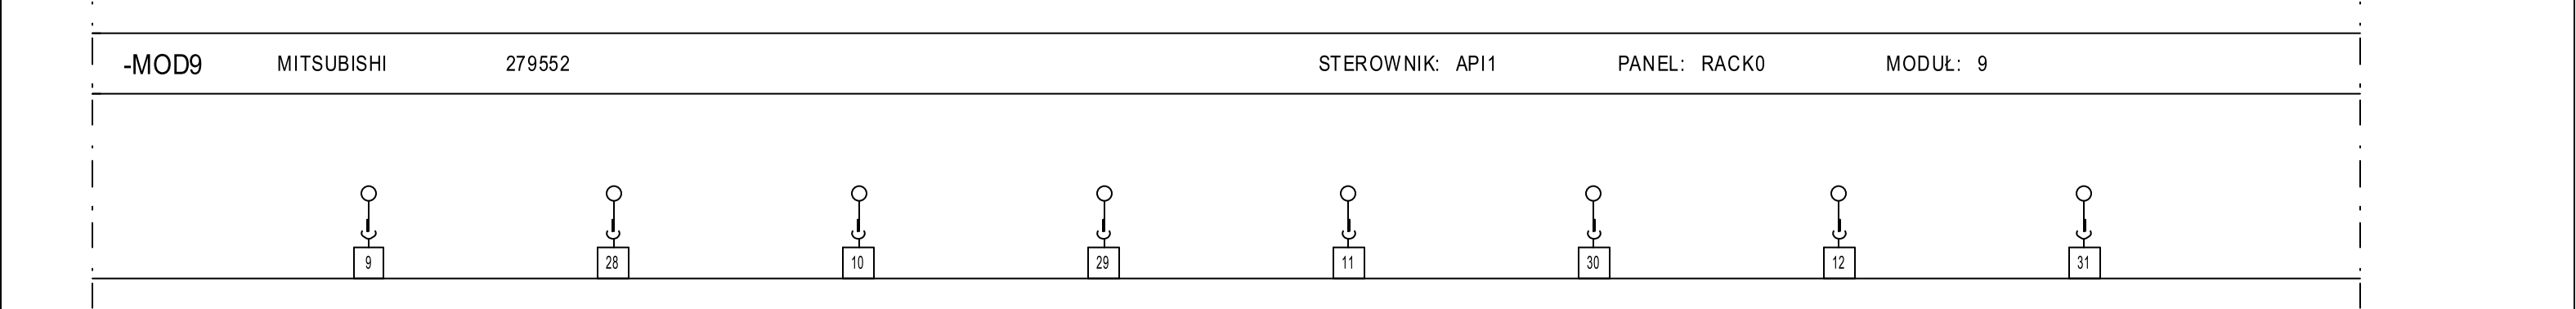 -MOD9 MITSUBISHI 279552 STEROWNIK: API1 PANEL: RACK0 MODUŁ: 9
9 28 10 29 11 30 12 31